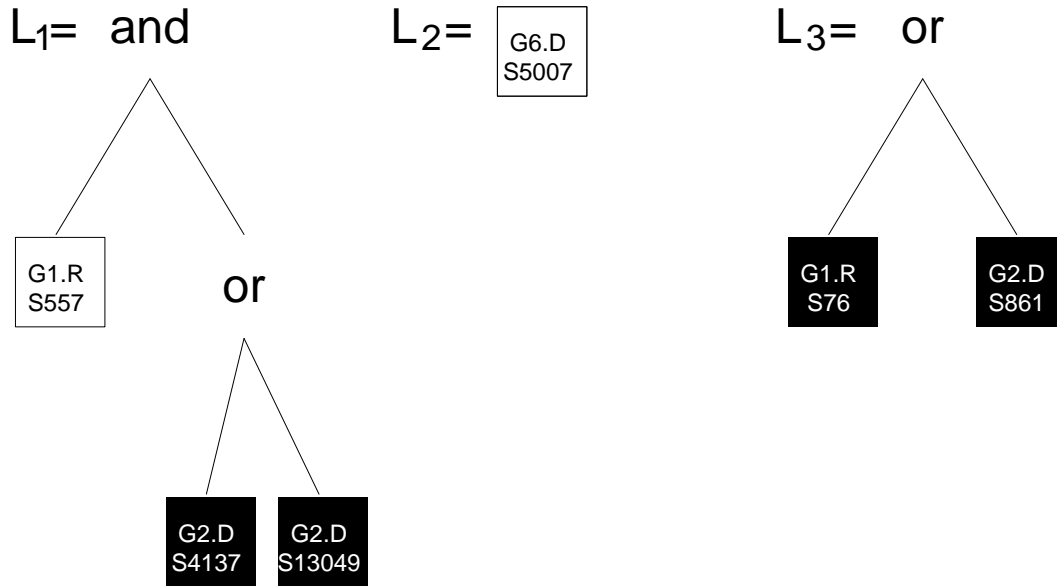 L1= and
L2=
G6.D
S5007
L3= or
G1.R
S557
or
G1.R
S76
G2.D
S861
G2.D
S4137
G2.D
S13049